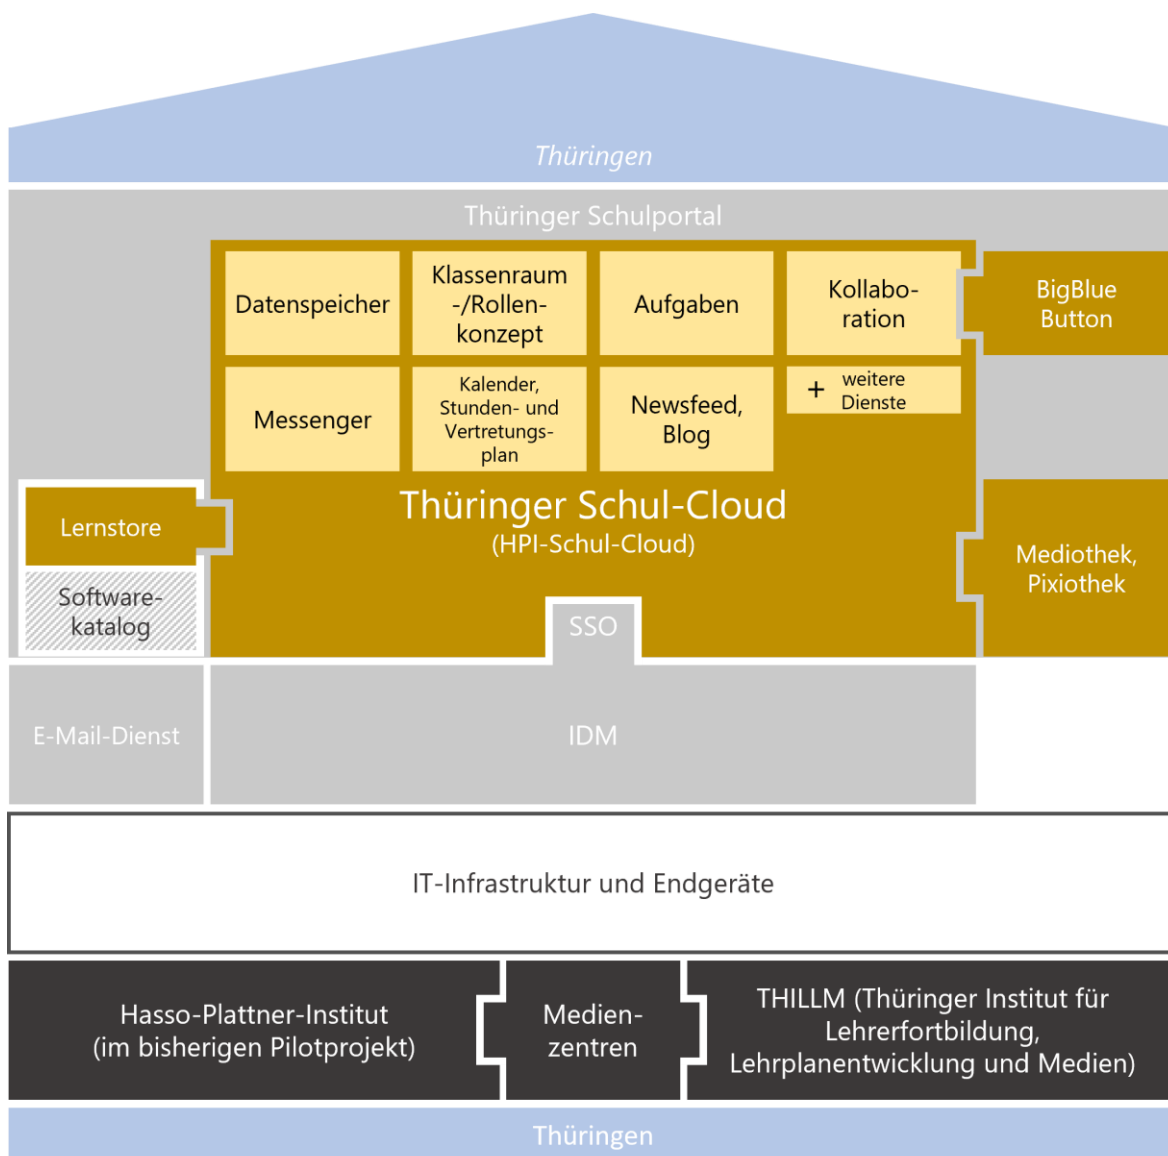 Thüringen
Thüringer Schulportal
Datenspeicher
Klassenraum
-/Rollen-
konzept
Aufgaben
Kollabo-
ration
BigBlue
Button
Messenger
Kalender,
Stunden- und
Vertretungs-
plan
Newsfeed,
Blog
+ weitere
Dienste
Thüringer Schul-Cloud
(HPI-Schul-Cloud)
Lernstore
Software-
katalog
Mediothek,
Pixiothek
SSO
E-Mail-Dienst
IDM
IT-Infrastruktur und Endgeräte
Hasso-Plattner-Institut
(im bisherigen Pilotprojekt)
Medien-
zentren
THILLM (Thüringer Institut für
Lehrerfortbildung,
Lehrplanentwicklung und Medien)
Thüringen